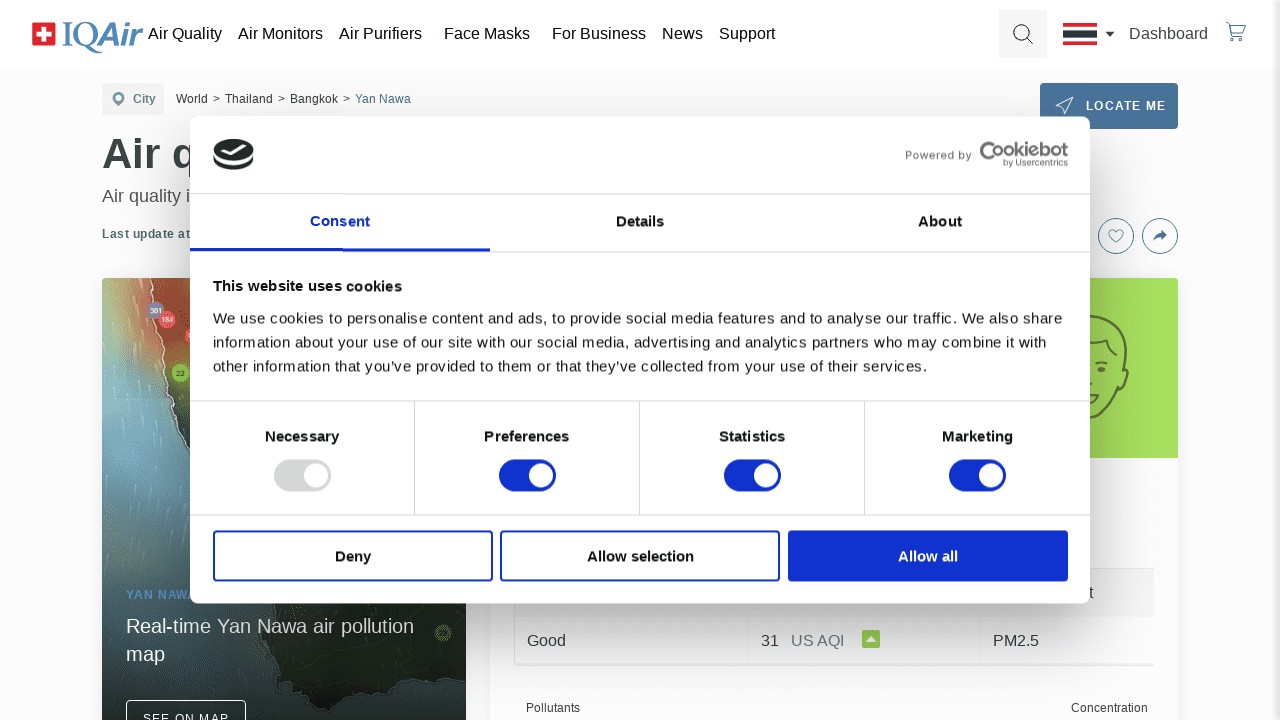 IQAir Air Quality Air Monitors Air Purifiers Face Masks For Business News Support Dashboard
City World > Thailand > Bangkok > Yan Nawa
LOCATE ME
Air q
Air quality i
Last update at
Powered by Cookiebot
by Usercentrics
Consent Details About
This website uses cookies
We use cookies to personalise content and ads, to provide social media features and to analyse our traffic. We also share
information about your use of our site with our social media, advertising and analytics partners who may combine it with
other information that you've provided to them or that they've collected from your use of their services.
Necessary Preferences Statistics Marketing
Deny Allow selection Allow all
301
23
YAN NAWA
Real-time Yan Nawa air pollution
map
SEE ON MAP
t
Good 31 US AQI PM2.5
Pollutants Concentration